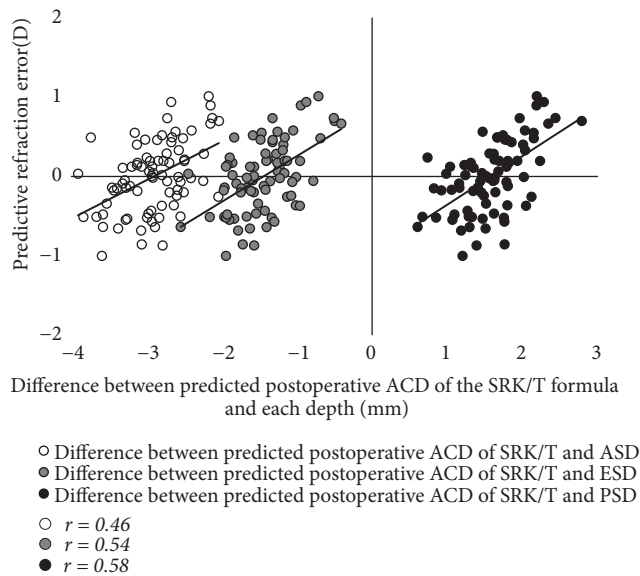 2
1
0
−1
−2
Predictive refraction error(D)
−4 −3 −2 −1 0 1 2 3
Difference between predicted postoperative ACD of the SRK/T formula
and each depth (mm)
Difference between predicted postoperative ACD of SRK/T and ASD
Difference between predicted postoperative ACD of SRK/T and ESD
Difference between predicted postoperative ACD of SRK/T and PSD
r = 0.46
r = 0.54
r = 0.58